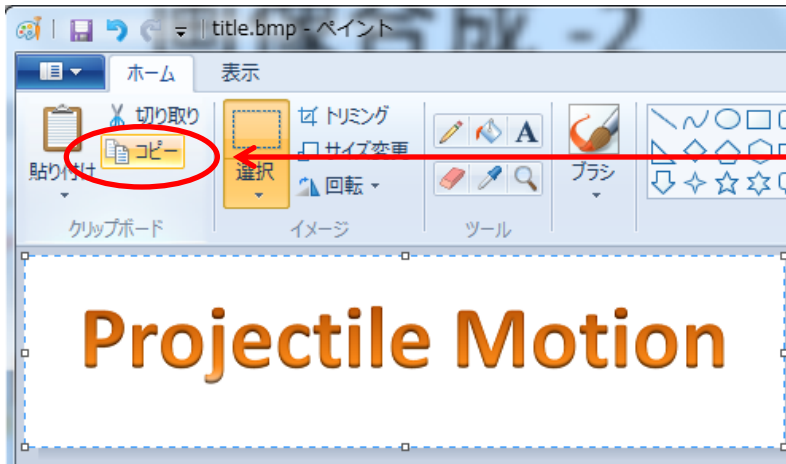 title.bmp - ペイント
ホーム 表示
切り取り
コピー
貼り付け
クリップボード
選択
トリミング
サイズ変更
回転
イメージ
A
ツール
ブラシ
Projectile Motion